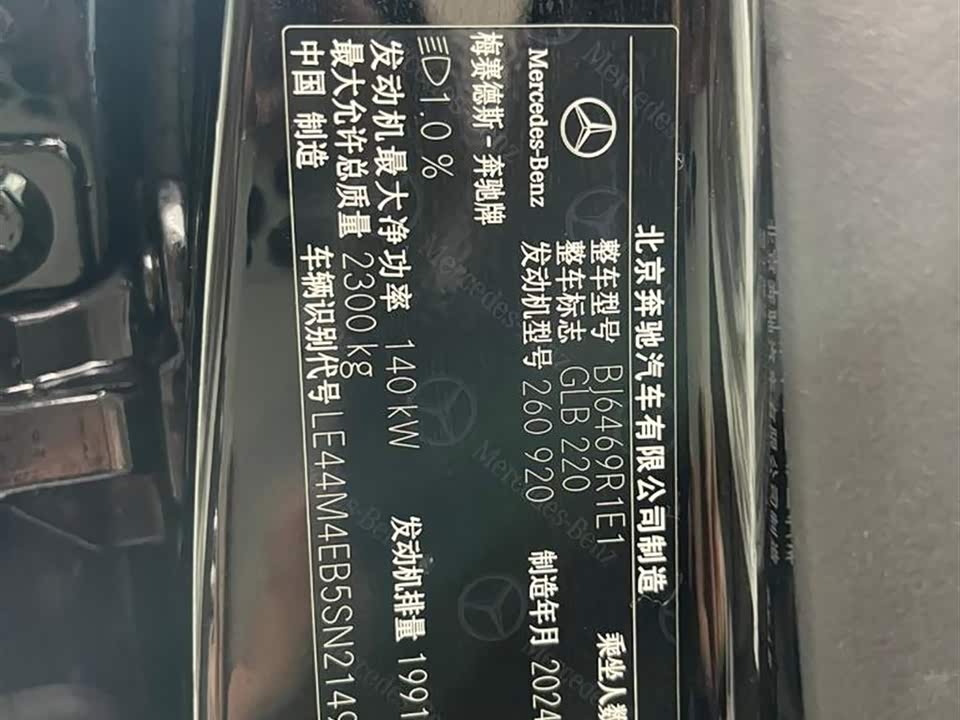 北京奔驰汽车有限公司制造
Mercedes-Benz
梅赛德斯-奔驰牌
整车型号 BJ6469R1E1
乘坐人数
整车标志 GLB 220
发动机型号 260 920
制造年月 2024
1,0 %
发动机最大净功率 140 kW
发动机排量 1991
最大允许总质量 2300 kg
中国 制造
车辆识别代号 LE44M4EB5SN2149